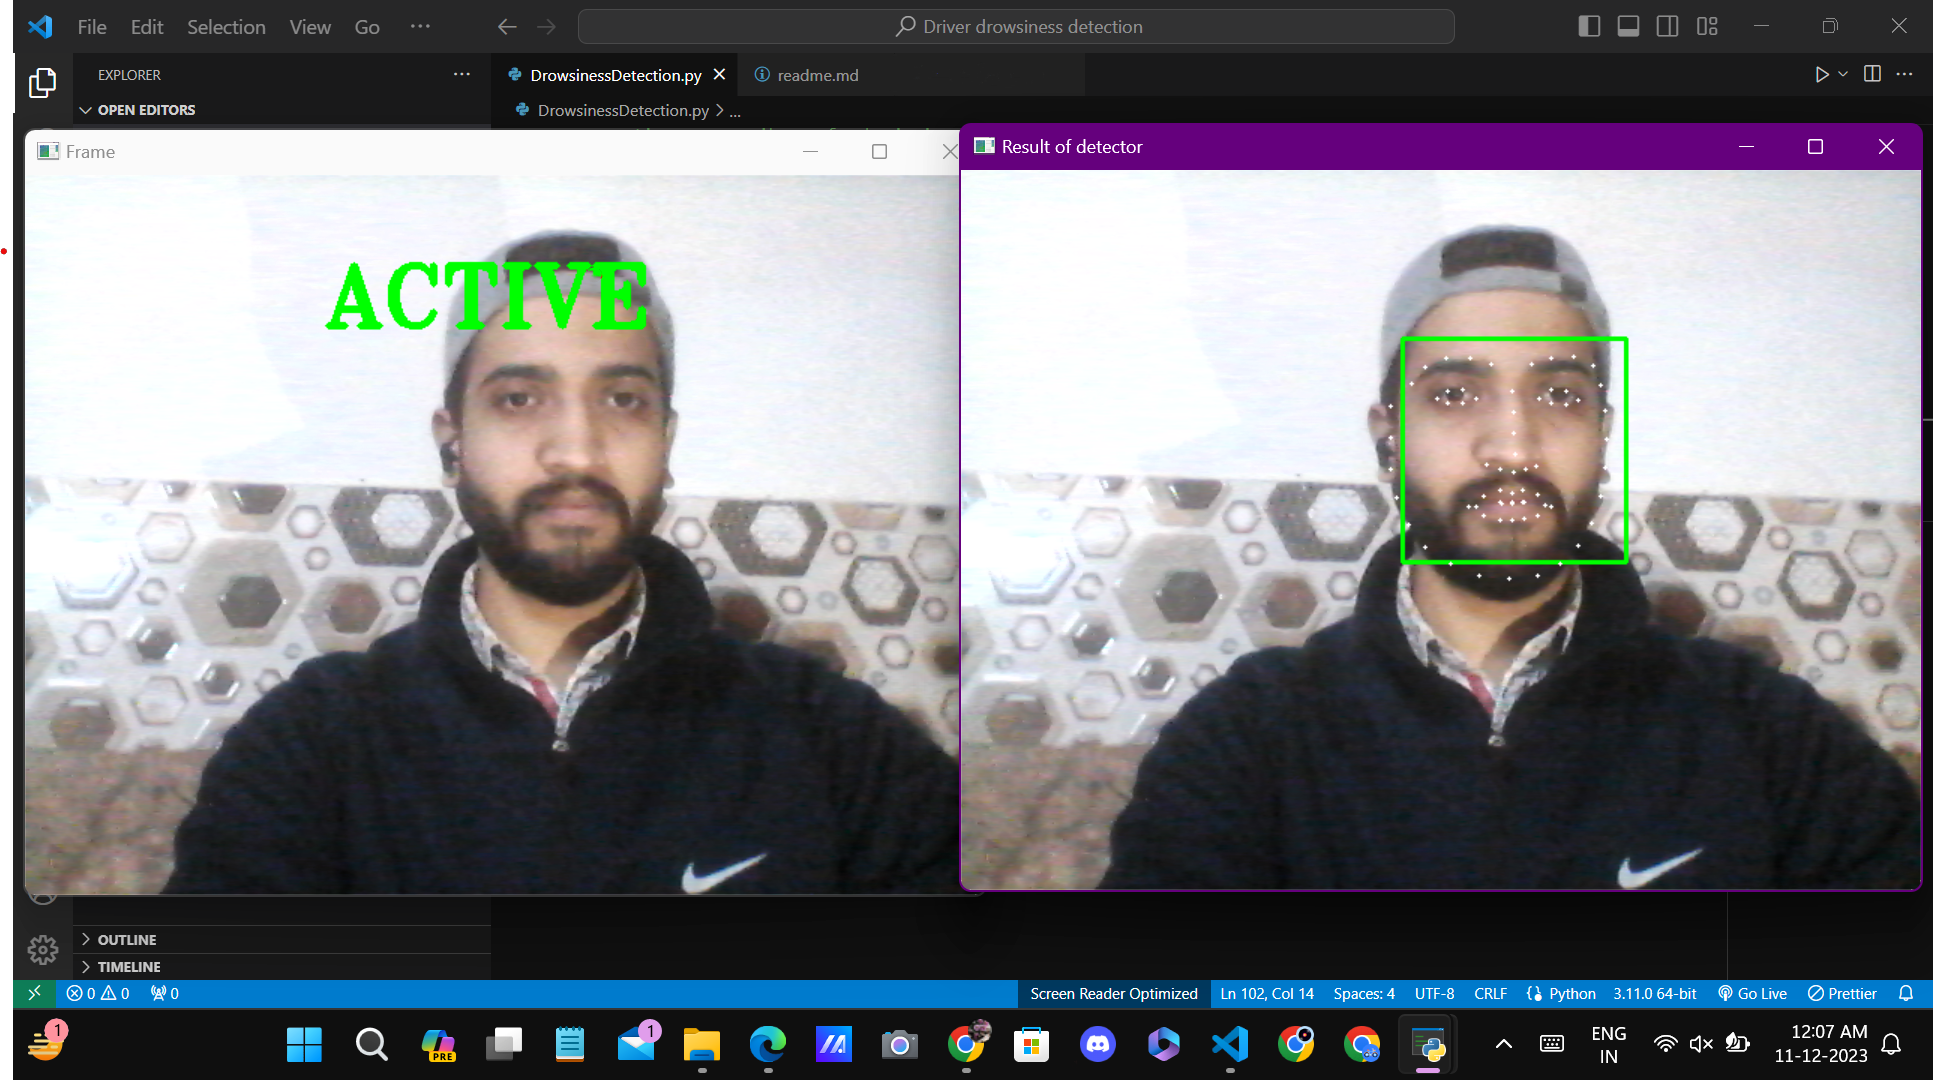 File Edit Selection View Go ···
Driver drowsiness detection
EXPLORER ···
DrowsinessDetection.py
readme.md
OPEN EDITORS
DrowsinessDetection.py > ...
Frame
Result of detector
ACTIVE
OUTLINE
TIMELINE
0 0 0
Screen Reader Optimized Ln 102, Col 14 Spaces: 4 UTF-8 CRLF Python 3.11.0 64-bit Go Live Prettier
1
PRE
1
ENG
IN
12:07 AM
11-12-2023